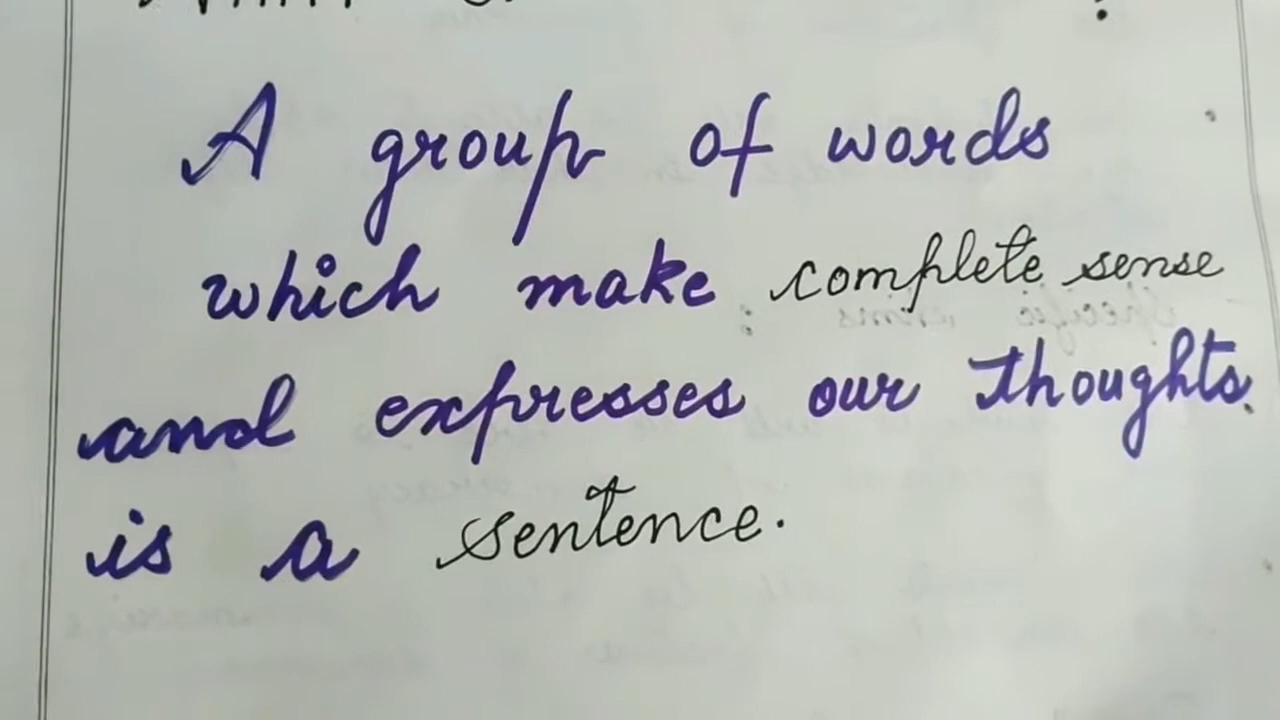 A group of words
which make complete sense
and expresses our thoughts
is a sentence.